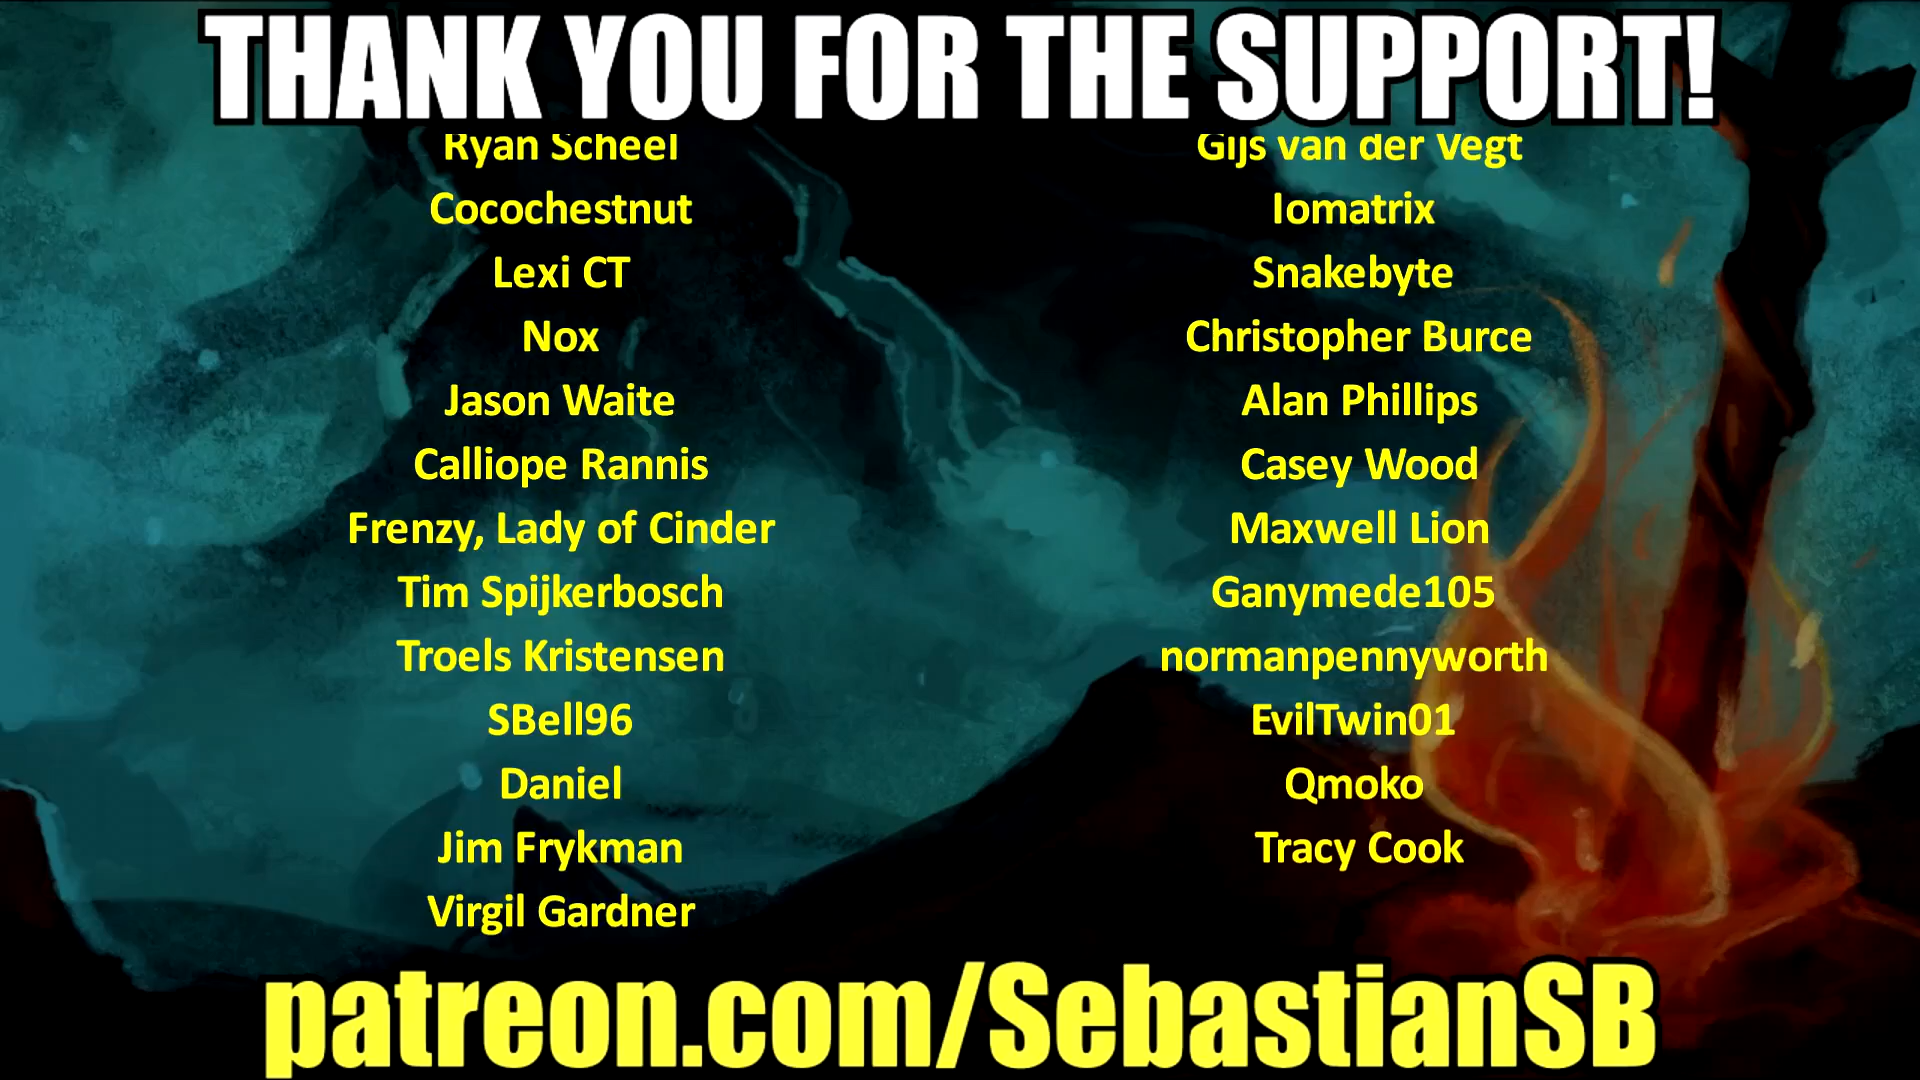 THANK YOU FOR THE SUPPORT!
Ryan Scheel
Cocochestnut
Lexi CT
Nox
Jason Waite
Calliope Rannis
Frenzy, Lady of Cinder
Tim Spijkerbosch
Troels Kristensen
SBell96
Daniel
Jim Frykman
Virgil Gardner
Gijs van der Vegt
Iomatrix
Snakebyte
Christopher Burce
Alan Phillips
Casey Wood
Maxwell Lion
Ganymede105
normanpennyworth
EvilTwin01
Qmoko
Tracy Cook
patreon.com/SebastianSB